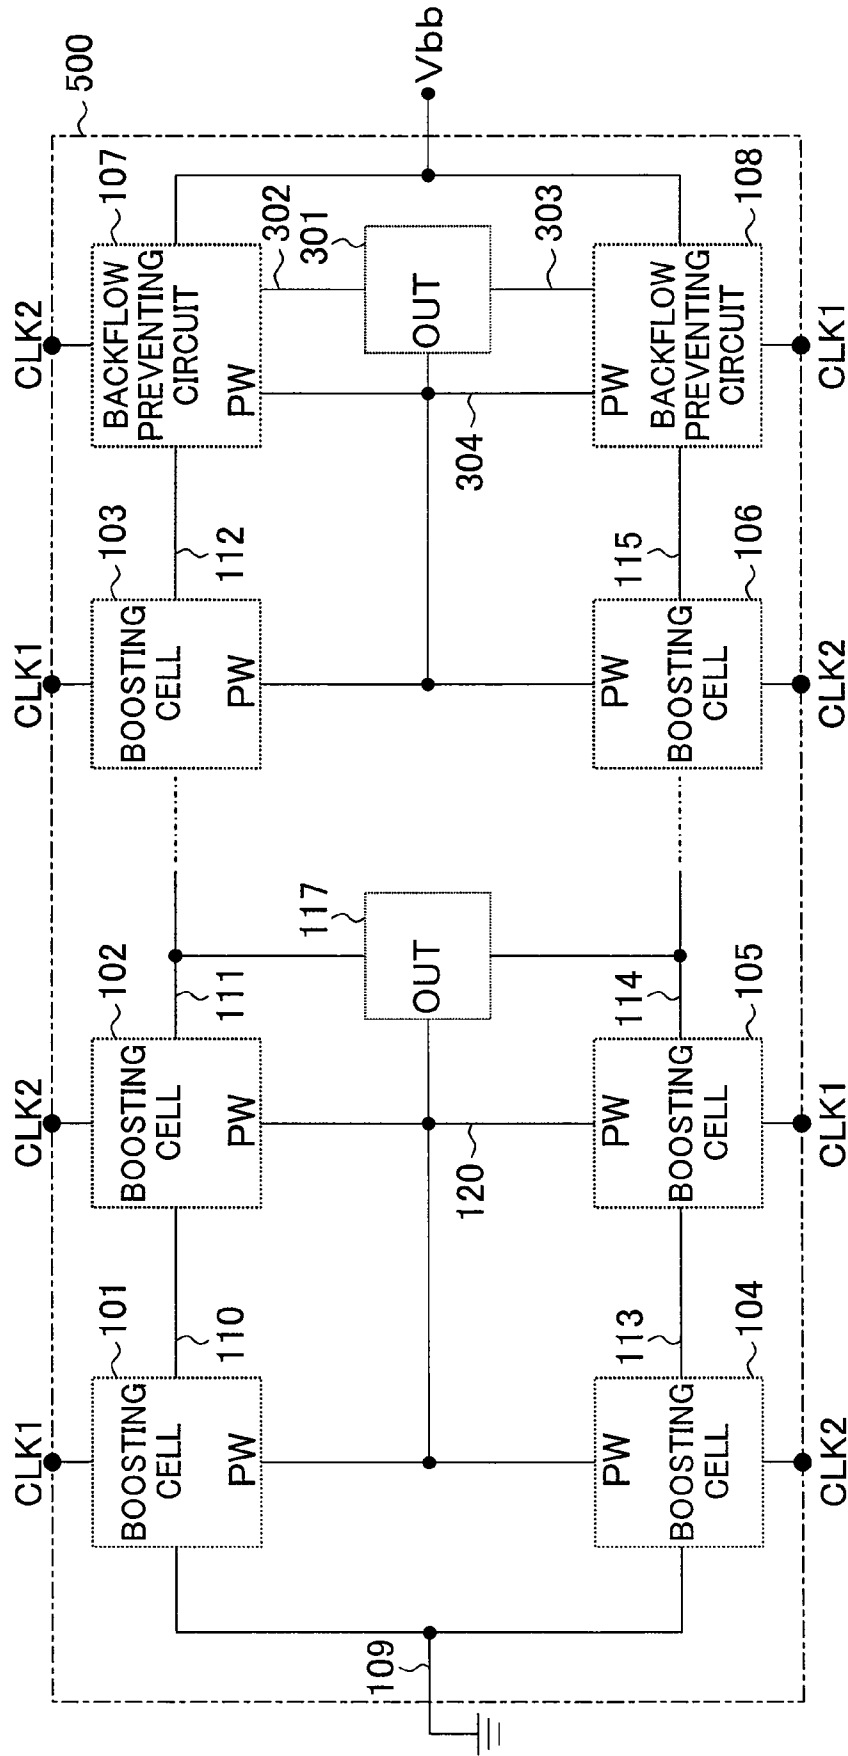 500
CLK1
CLK2
CLK1
CLK2
101
102
103
107
BOOSTING
CELL
PW
BOOSTING
CELL
PW
BOOSTING
CELL
PW
BACKFLOW
PREVENTING
CIRCUIT
PW
110
111
112
302
117
301
109
OUT
OUT
Vbb
120
304
303
113
114
115
PW
BOOSTING
CELL
PW
BOOSTING
CELL
PW
BOOSTING
CELL
PW
BACKFLOW
PREVENTING
CIRCUIT
104
105
106
108
CLK2
CLK1
CLK2
CLK1